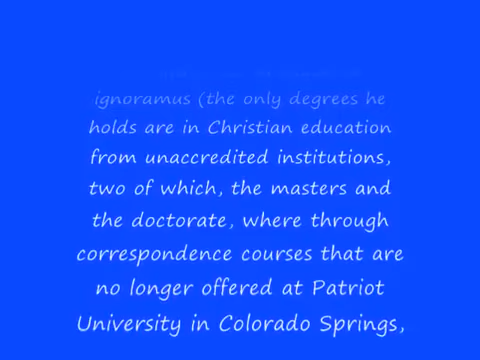 ignoramus (the only degrees he
holds are in Christian education
from unaccredited institutions,
two of which, the masters and
the doctorate, where through
correspondence courses that are
no longer offered at Patriot
University in Colorado Springs,